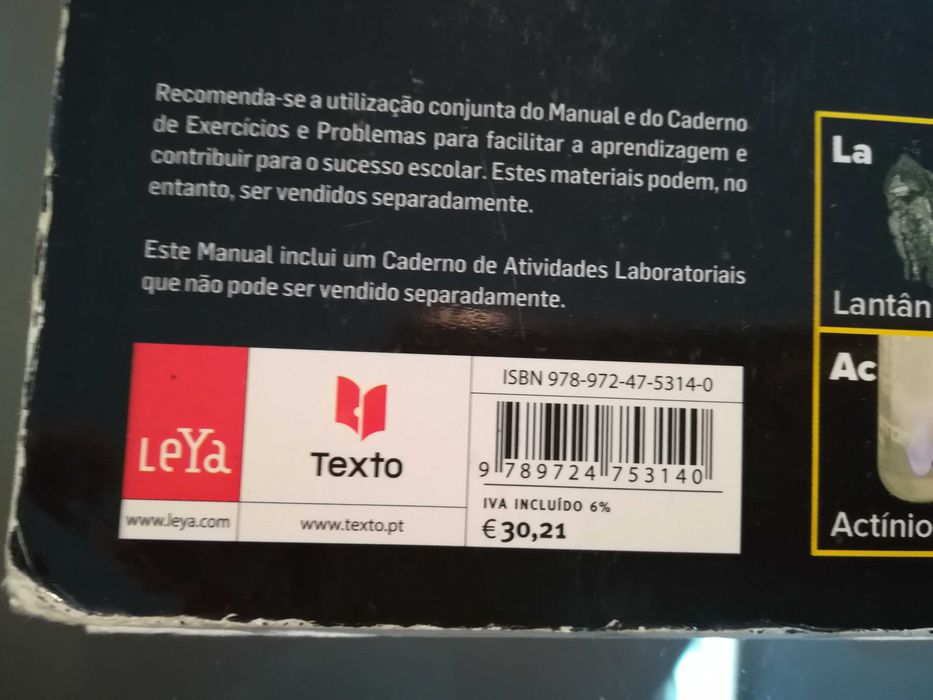 Recomenda-se a utilização conjunta do Manual e do Caderno
de Exercícios e Problemas para facilitar a aprendizagem e
contribuir para o sucesso escolar. Estes materiais podem, no
entanto, ser vendidos separadamente.
Este Manual inclui um Caderno de Atividades Laboratoriais
que não pode ser vendido separadamente.
LeYa
www.leya.com
Texto
www.texto.pt
ISBN 978-972-47-5314-0
9 789724 753140
IVA INCLUÍDO 6%
€ 30,21
La
Lantân
Ac
Actínio